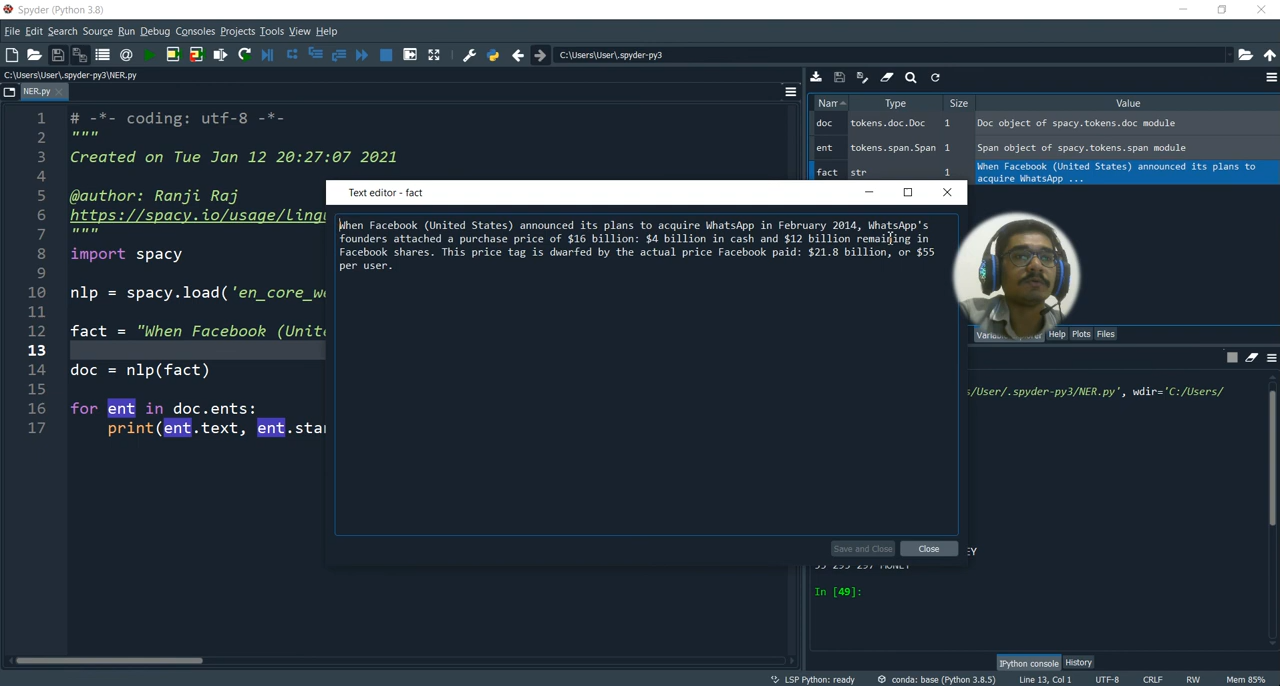 Spyder (Python 3.8)
File Edit Search Source Run Debug Consoles Projects Tools View Help
C:\Users\User\.spyder-py3
C:\Users\User\.spyder-py3\NER.py
NER.py
1 # -*- coding: utf-8 -*-
2 """
3 Created on Tue Jan 12 20:27:07 2021
4
5 @author: Ranji Raj
6 https://spacy.io/usage/lingu
7 """
8 import spacy
9
10 nlp = spacy.load('en_core_w
11
12 fact = "When Facebook (Unit
13
14 doc = nlp(fact)
15
16 for ent in doc.ents:
17 print(ent.text, ent.star
Nam Type Size Value
doc tokens.doc.Doc 1 Doc object of spacy.tokens.doc module
ent tokens.span.Span 1 Span object of spacy.tokens.span module
fact str 1 When Facebook (United States) announced its plans to
acquire WhatsApp ...
Text editor - fact
When Facebook (United States) announced its plans to acquire WhatsApp in February 2014, WhatsApp's
founders attached a purchase price of $16 billion: $4 billion in cash and $12 billion remaining in
Facebook shares. This price tag is dwarfed by the actual price Facebook paid: $21.8 billion, or $55
per user.
Save and Close Close
Help Plots Files
s/User/.spyder-py3/NER.py', wdir='C:/Users/
EY
55 295 297 MONEY
In [49]:
IPython console History
LSP Python: ready conda: base (Python 3.8.5) Line 13, Col 1 UTF-8 CRLF RW Mem 85%